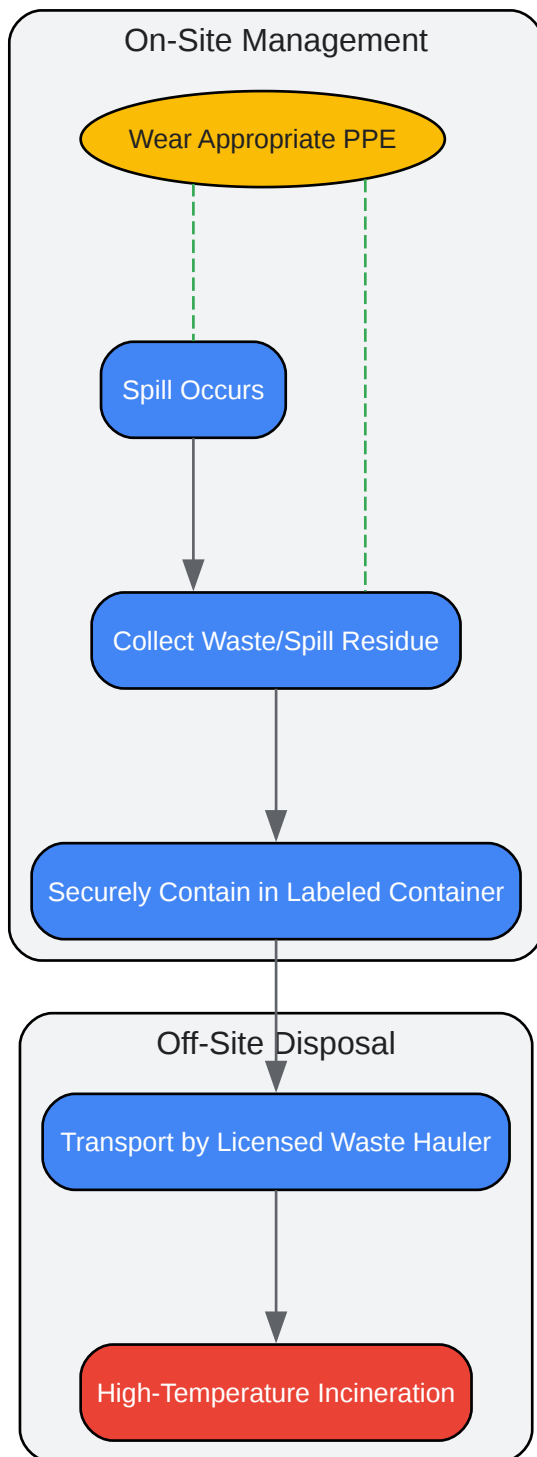 On-Site Management
Wear Appropriate PPE
Spill Occurs
Collect Waste/Spill Residue
Securely Contain in Labeled Container
Off-Site Disposal
Transport by Licensed Waste Hauler
High-Temperature Incineration